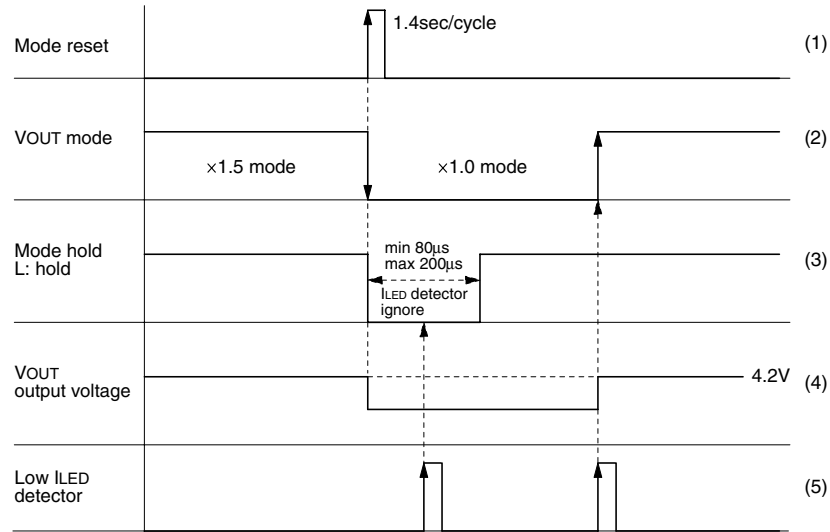 1.4sec/cycle
Mode reset
(1)
VOUT mode
×1.5 mode
×1.0 mode
(2)
Mode hold
L: hold
min 80μs
max 200μs
ILED detector
ignore
(3)
VOUT
output voltage
4.2V
(4)
Low ILED
detector
(5)